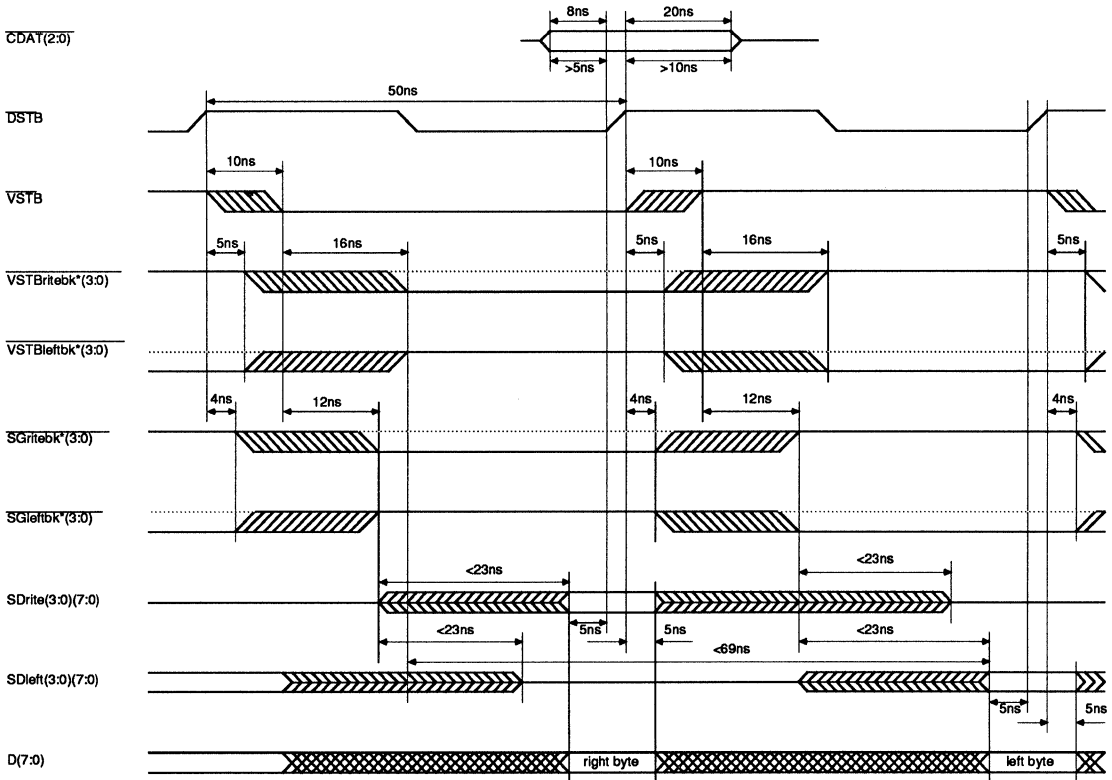 8ns 20ns
CDAT(2:0)
>5ns >10ns
50ns
DSTB
10ns 10ns
VSTB
5ns 16ns 5ns 16ns 5ns
VSTBritebk*(3:0)
VSTBleftbk*(3:0)
4ns 12ns 4ns 12ns 4ns
SGritebk*(3:0)
SGleftbk*(3:0)
<23ns <23ns
SDrite(3:0)(7:0)
5ns 5ns
<23ns <23ns
<69ns
SDleft(3:0)(7:0)
5ns 5ns
D(7:0) right byte left byte